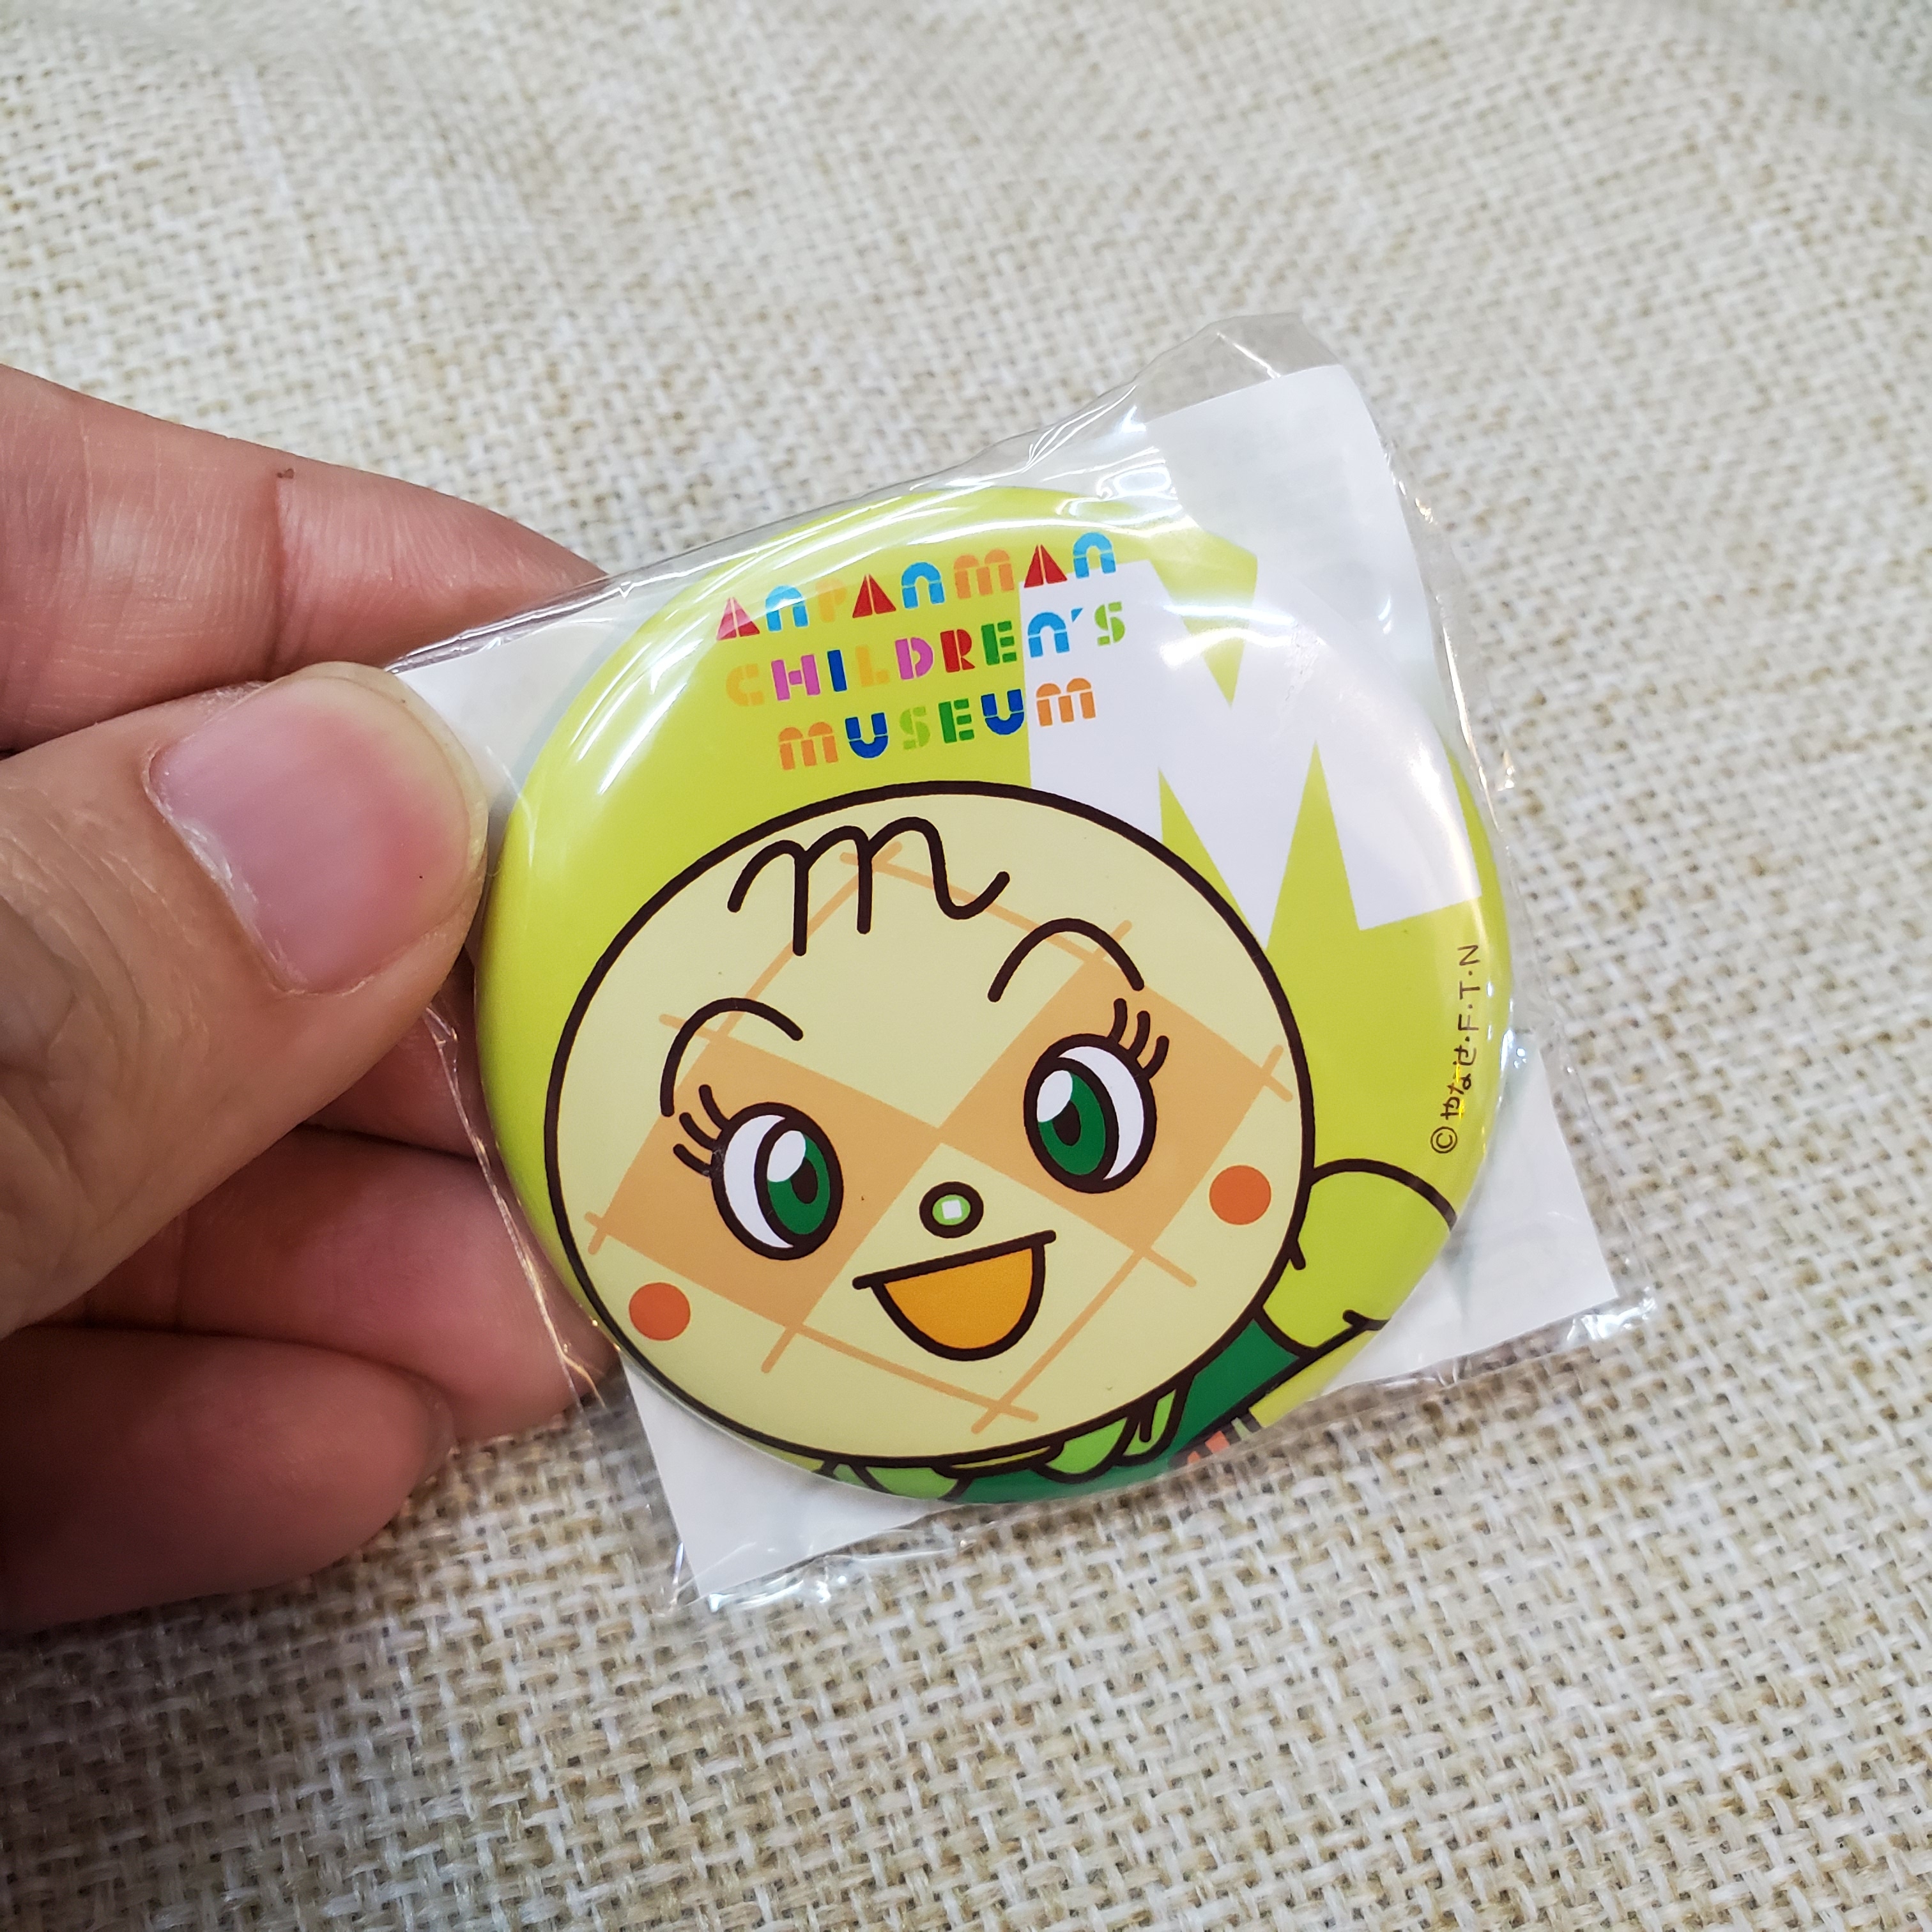 ANPANMAN
CHILDREN'S
MUSEUM
M
m
©やなせ・F・T・N